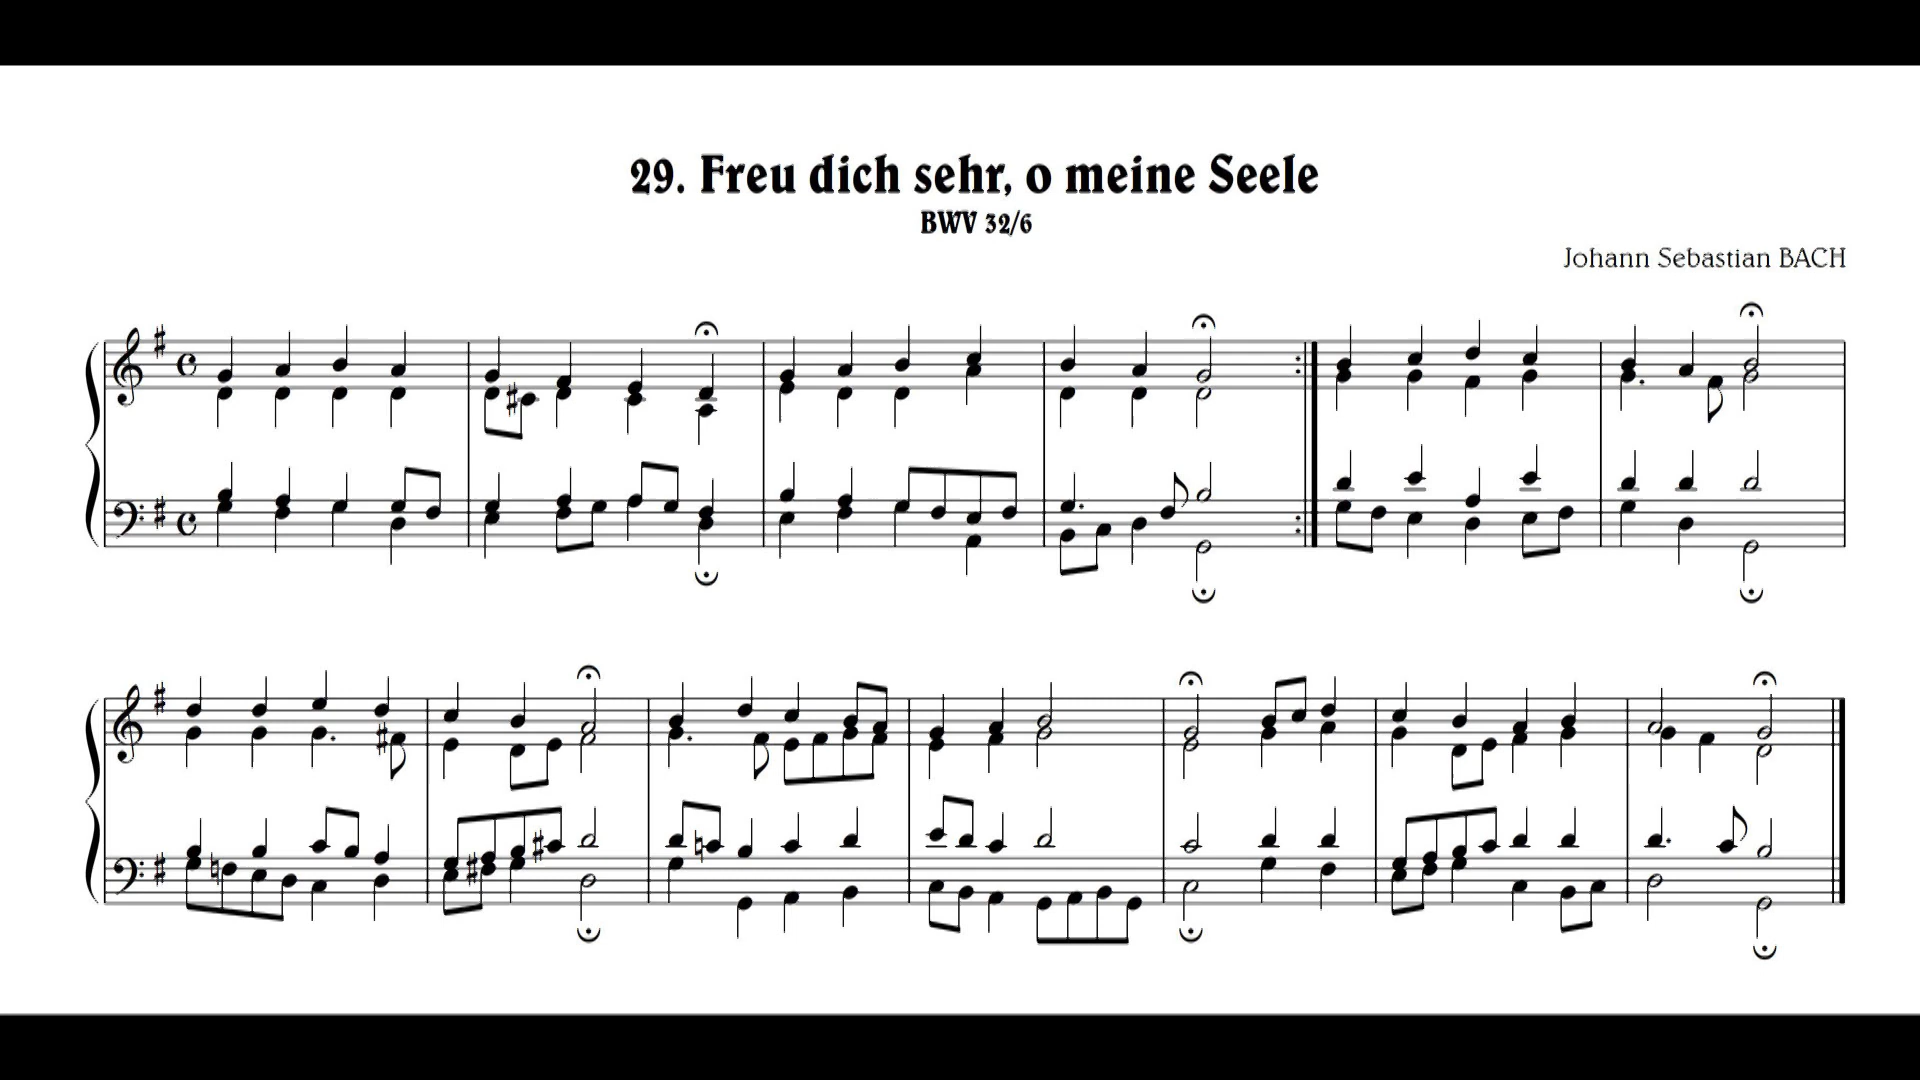 29. Freu dich sehr, o meine Seele
BWV 32/6
Johann Sebastian BACH